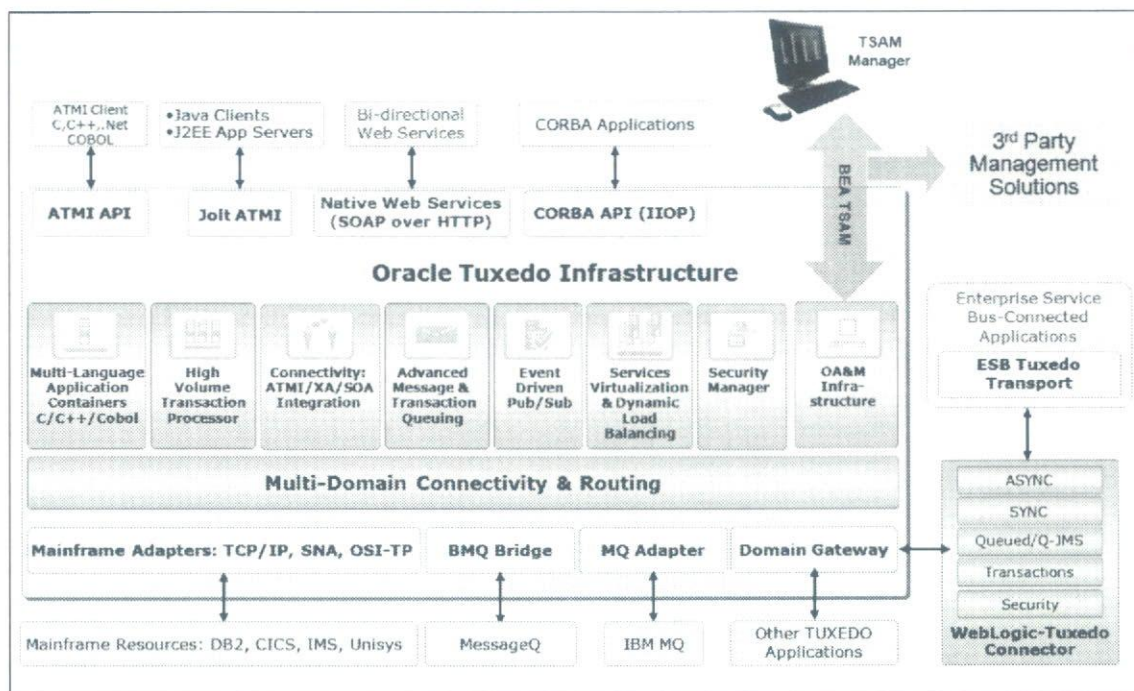 TSAM
Manager
ATMI Client
C,C++,.Net
COBOL
•Java Clients
•J2EE App Servers
Bi-directional
Web Services
CORBA Applications
3rd Party
Management
Solutions
BEA TSAM
ATMI API
Jolt ATMI
Native Web Services
(SOAP over HTTP)
CORBA API (IIOP)
Oracle Tuxedo Infrastructure
Multi-Language
Application
Containers
C/C++/Cobol
High
Volume
Transaction
Processor
Connectivity:
ATMI/XA/SOA
Integration
Advanced
Message &
Transaction
Queuing
Event
Driven
Pub/Sub
Services
Virtualization
& Dynamic
Load
Balancing
Security
Manager
OA&M
Infra-
structure
Enterprise Service
Bus-Connected
Applications
ESB Tuxedo
Transport
Multi-Domain Connectivity & Routing
ASYNC
SYNC
Queued/Q-JMS
Transactions
Security
WebLogic-Tuxedo
Connector
Mainframe Adapters: TCP/IP, SNA, OSI-TP
BMQ Bridge
MQ Adapter
Domain Gateway
Mainframe Resources: DB2, CICS, IMS, Unisys
MessageQ
IBM MQ
Other TUXEDO
Applications